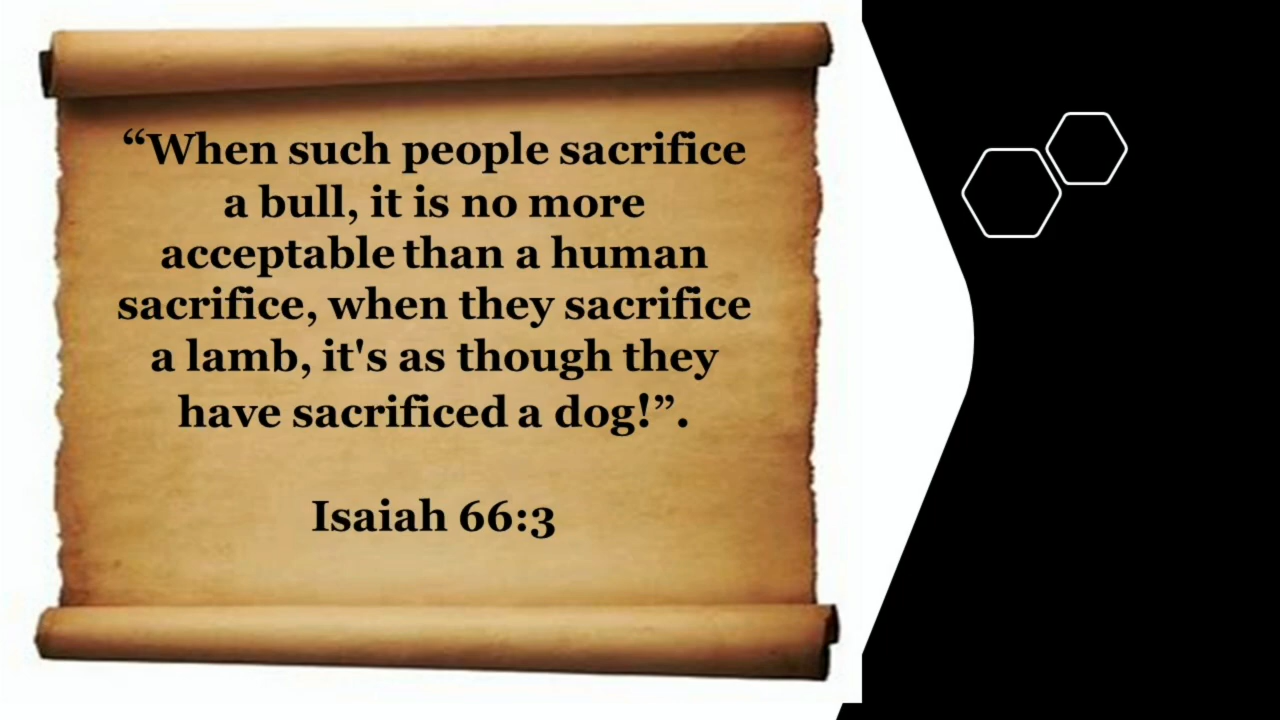 “When such people sacrifice
a bull, it is no more
acceptable than a human
sacrifice, when they sacrifice
a lamb, it's as though they
have sacrificed a dog!”.
Isaiah 66:3